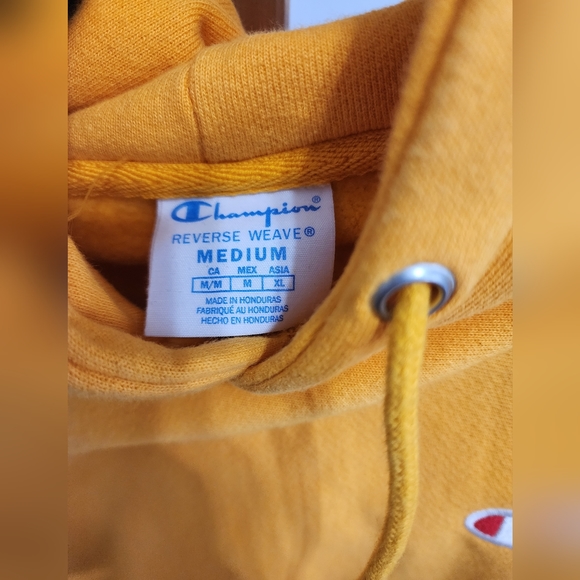 Champion®
REVERSE WEAVE®
MEDIUM
CA MEX ASIA
M/M M XL
MADE IN HONDURAS
FABRIQUÉ AU HONDURAS
HECHO EN HONDURAS